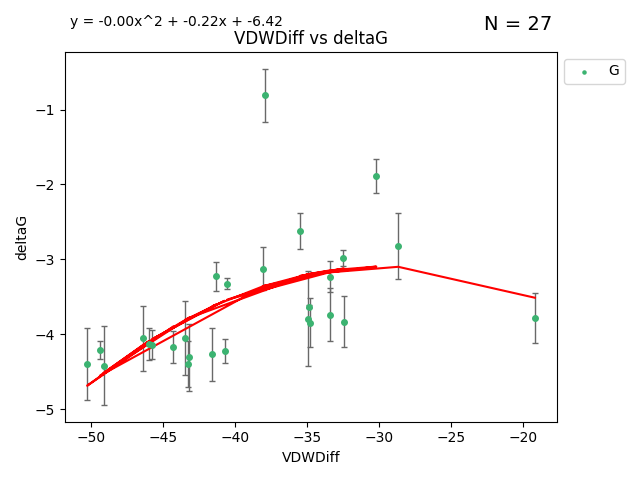 y = -0.00x^2 + -0.22x + -6.42
N = 27
VDWDiff vs deltaG
G
deltaG
−1
−2
−3
−4
−5
−50
−45
−40
−35
−30
−25
−20
VDWDiff